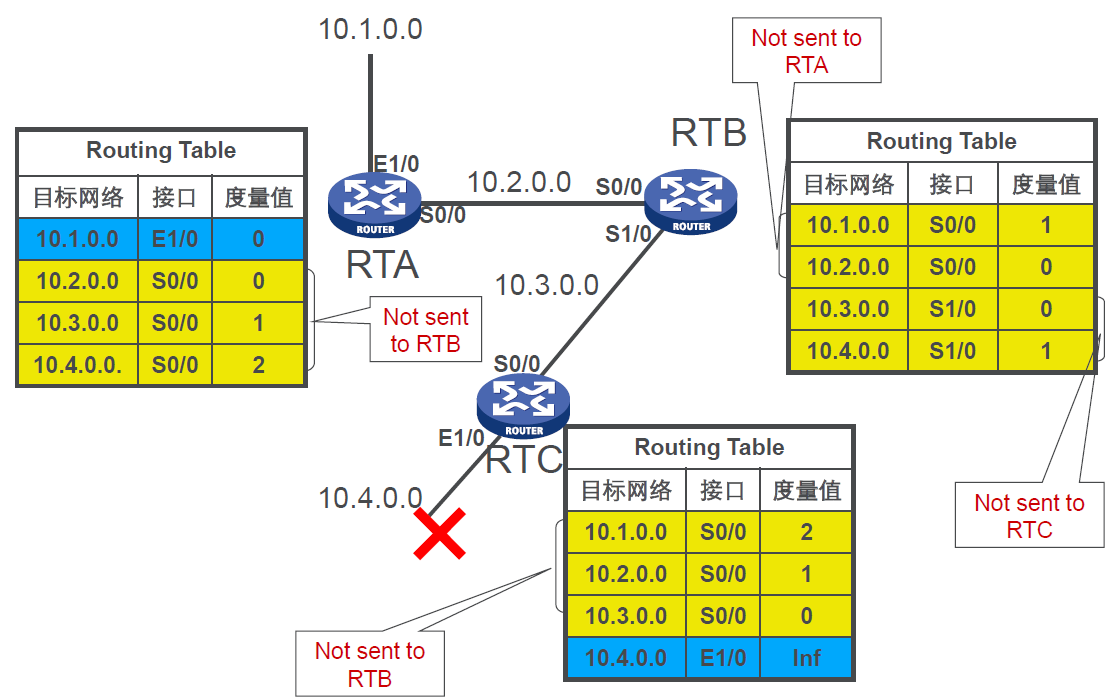 10.1.0.0
Not sent to
RTA
RTB
Routing Table
目标网络 接口 度量值
10.1.0.0 E1/0 0
10.2.0.0 S0/0 0
10.3.0.0 S0/0 1
10.4.0.0. S0/0 2
E1/0
ROUTER
S0/0
RTA
10.2.0.0
S0/0
ROUTER
S1/0
Routing Table
目标网络 接口 度量值
10.1.0.0 S0/0 1
10.2.0.0 S0/0 0
10.3.0.0 S1/0 0
10.4.0.0 S1/0 1
10.3.0.0
Not sent
to RTB
S0/0
ROUTER
E1/0
RTC
10.4.0.0
Routing Table
目标网络 接口 度量值
10.1.0.0 S0/0 2
10.2.0.0 S0/0 1
10.3.0.0 S0/0 0
10.4.0.0 E1/0 Inf
Not sent to
RTC
Not sent to
RTB